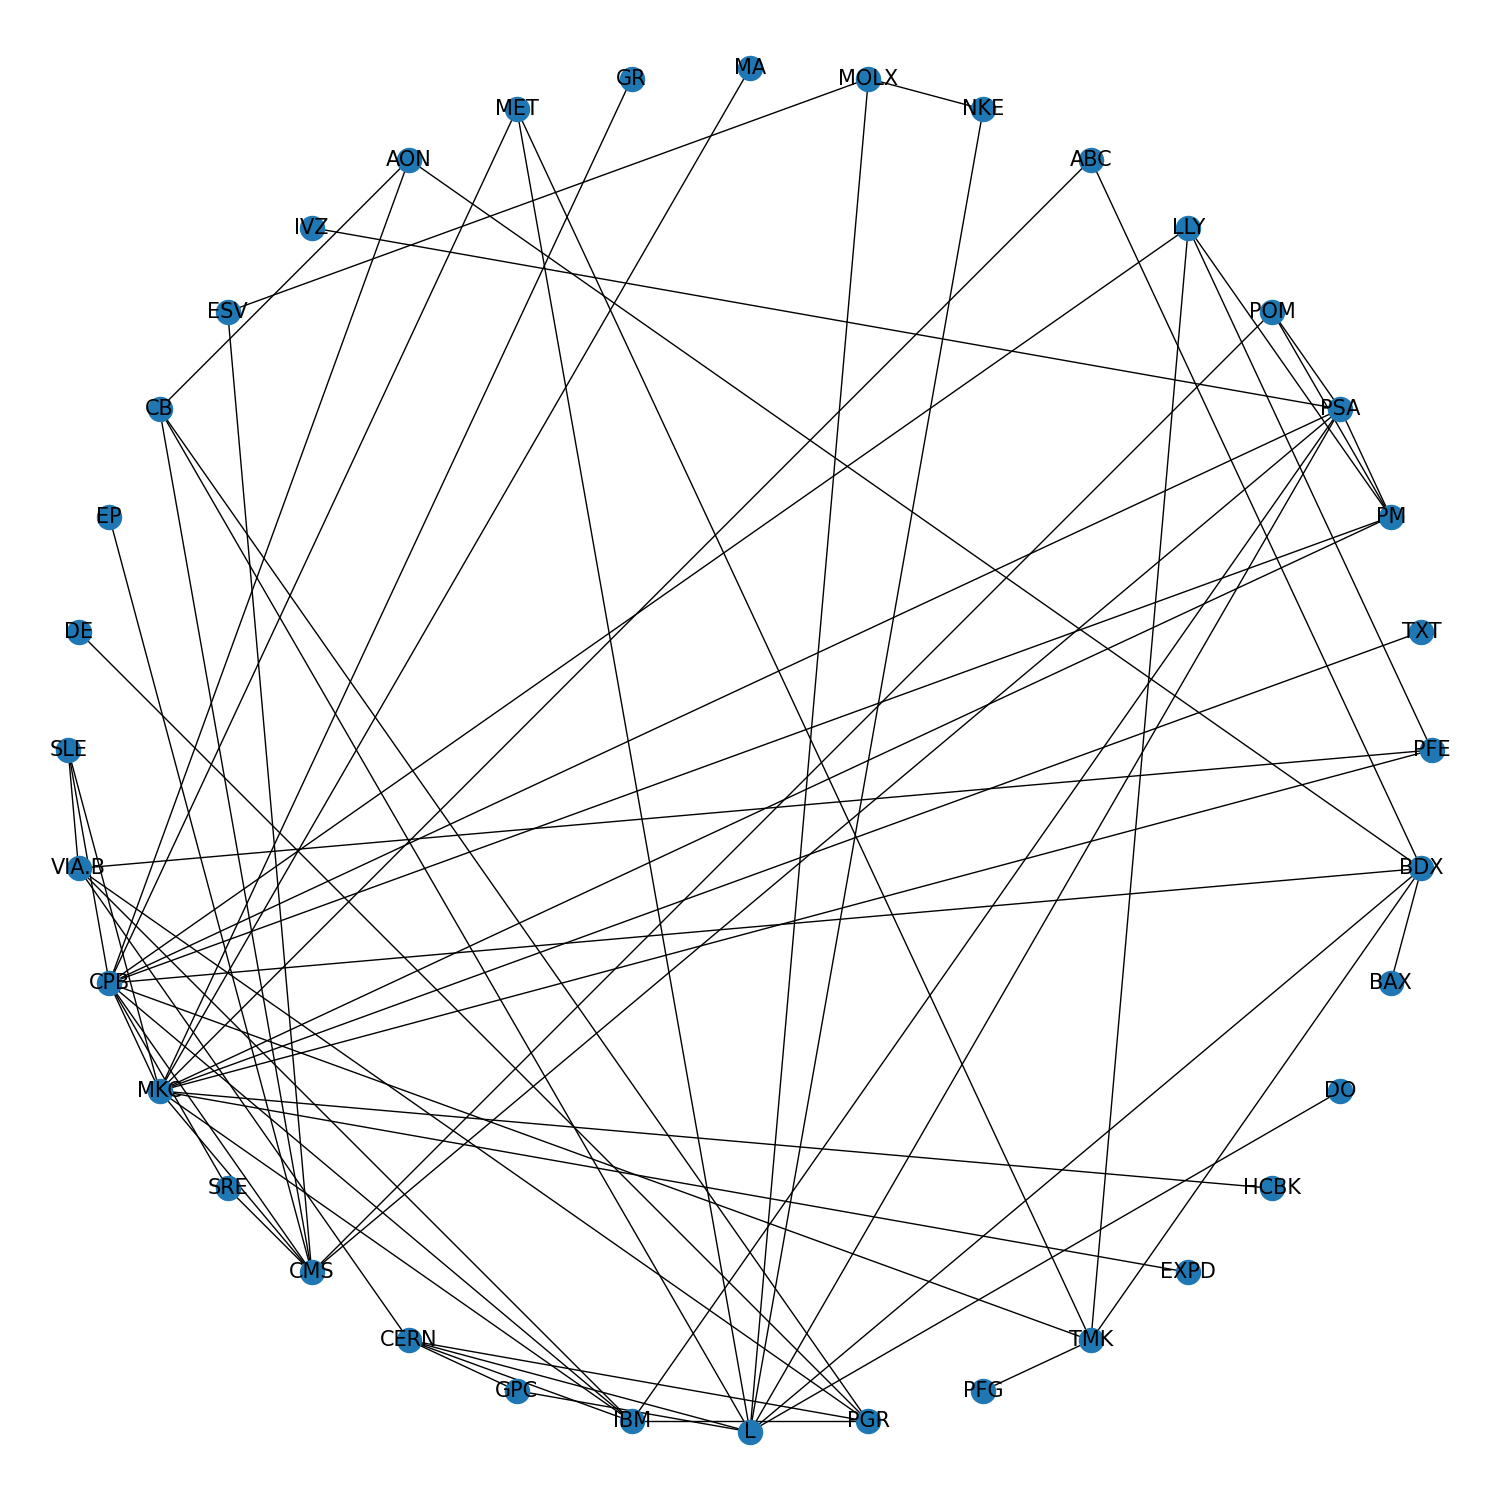 MA
GR
MOLX
MET
NKE
AON
ABC
IVZ
LLY
ESV
POM
CB
PSA
EP
PM
DE
TXT
SLE
PFE
VIA.B
BDX
CPB
BAX
MKC
DO
SRE
HCBK
CMS
EXPD
CERN
TMK
GPC
PFG
IBM
PGR
L